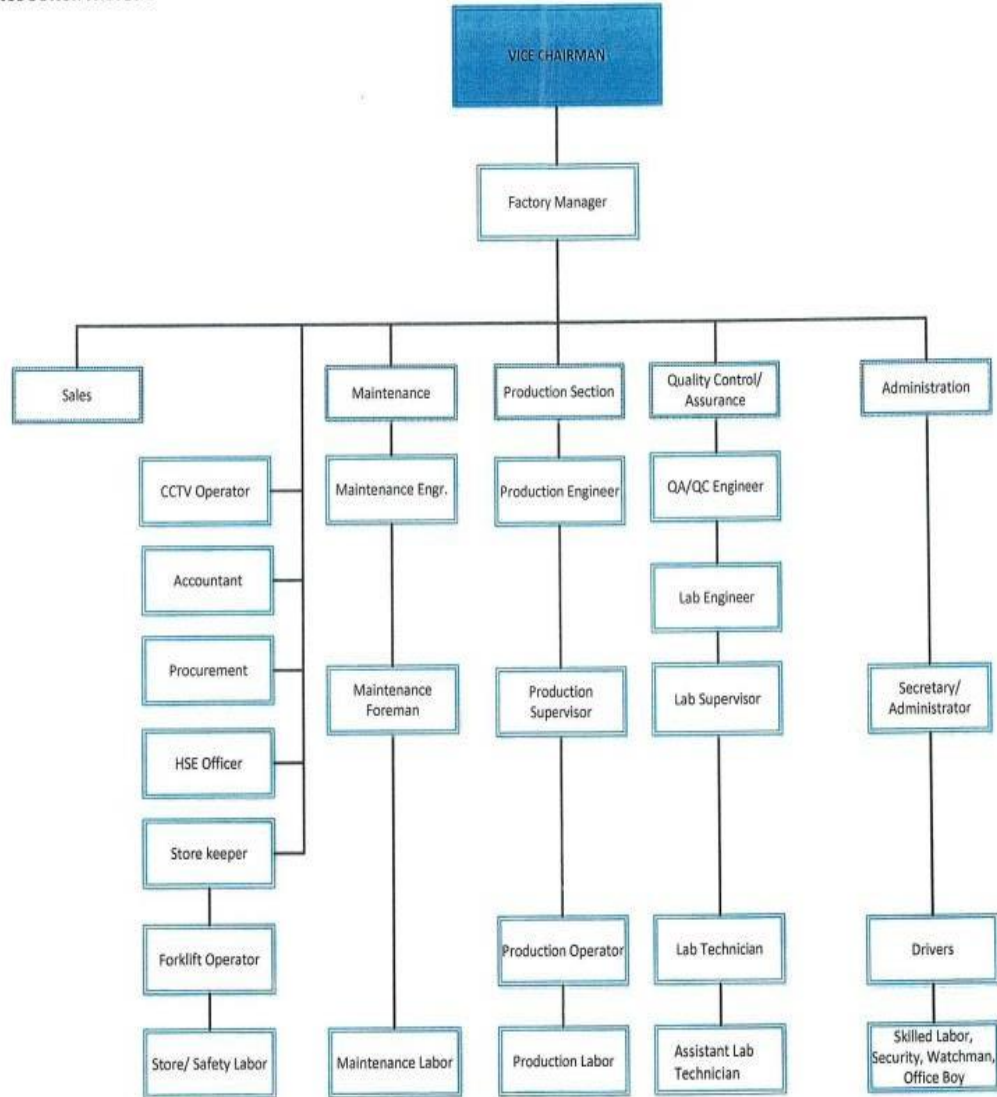 VICE CHAIRMAN
Factory Manager
Sales
Maintenance
Production Section
Quality Control/
Assurance
Administration
CCTV Operator
Maintenance Engr.
Production Engineer
QA/QC Engineer
Accountant
Lab Engineer
Procurement
Maintenance
Foreman
Production
Supervisor
Lab Supervisor
Secretary/
Administrator
HSE Officer
Store keeper
Forklift Operator
Production Operator
Lab Technician
Drivers
Store/ Safety Labor
Maintenance Labor
Production Labor
Assistant Lab
Technician
Skilled Labor,
Security, Watchman,
Office Boy